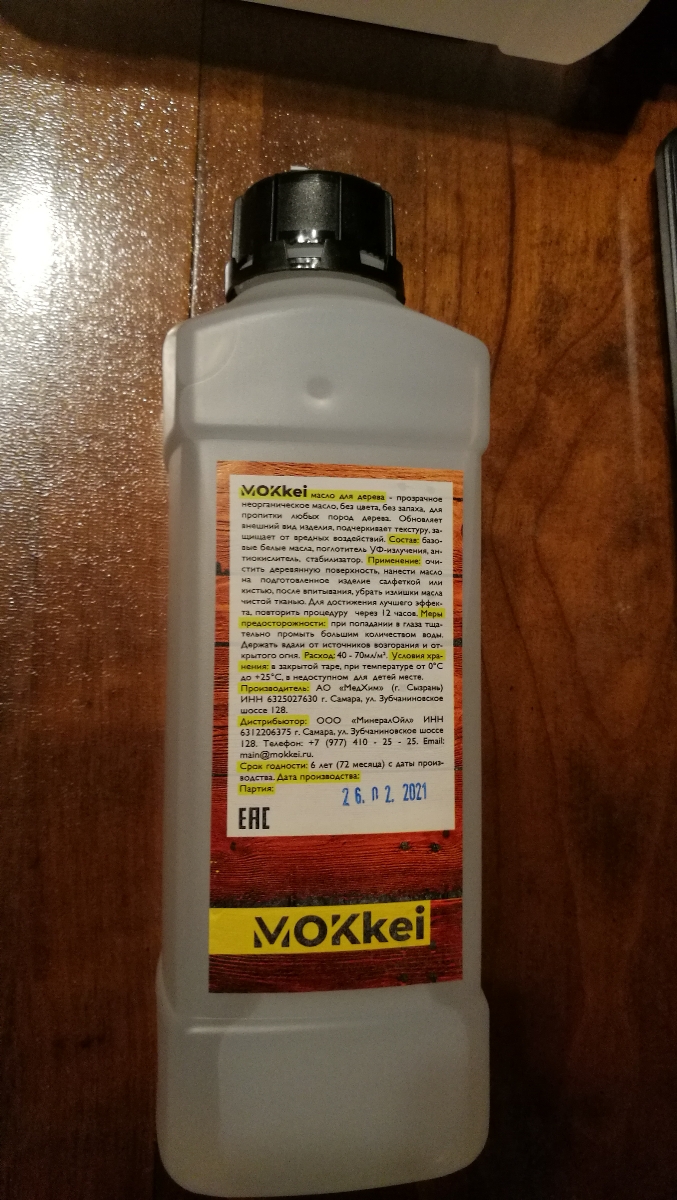 MOKkei масло для дерева - прозрачное
неорганическое масло, без цвета, без запаха, для
пропитки любых пород дерева. Обновляет
внешний вид изделия, подчеркивает текстуру, за-
щищает от вредных воздействий. Состав: базо-
вые белые масла, поглотитель УФ-излучения, ан-
тиокислитель, стабилизатор. Применение: очи-
стить деревянную поверхность, нанести масло
на подготовленное изделие салфеткой или
кистью, после впитывания, убрать излишки масла
чистой тканью. Для достижения лучшего эффек-
та, повторить процедуру через 12 часов. Меры
предосторожности: при попадании в глаза тща-
тельно промыть большим количеством воды.
Держать вдали от источников возгорания и от-
крытого огня. Расход: 40 - 70мл/м². Условия хра-
нения: в закрытой таре, при температуре от 0°С
до +25°С, в недоступном для детей месте.
Производитель: АО «МедХим» (г. Сызрань)
ИНН 6325027630 г. Самара, ул. Зубчаниновское
шоссе 128.
Дистрибьютор: ООО «МинералОйл» ИНН
6312206375 г. Самара, ул. Зубчаниновское шоссе
128. Телефон: +7 (977) 410 - 25 - 25. Email:
main@mokkei.ru.
Срок годности: 6 лет (72 месяца) с даты произ-
водства. Дата производства:
Партия:
26. 02. 2021
EAC
MOKkei